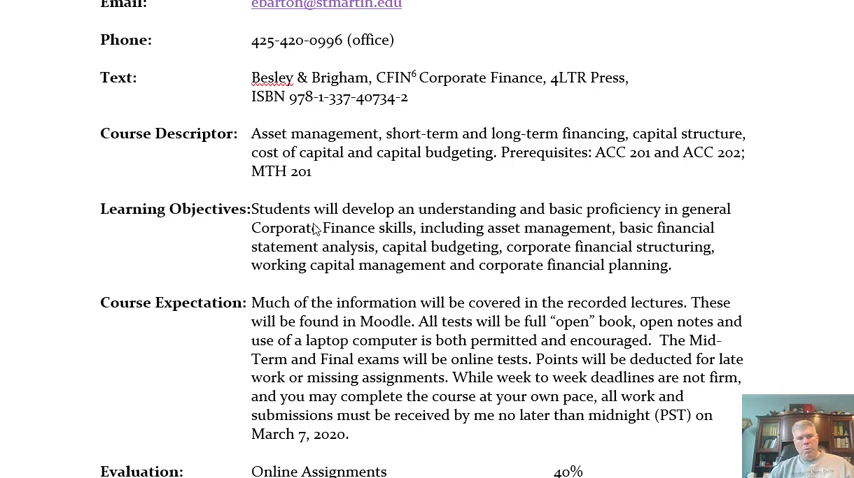 Email: ebarton@stmartin.edu
Phone: 425-420-0996 (office)
Text: Besley & Brigham, CFIN⁶ Corporate Finance, 4LTR Press,
ISBN 978-1-337-40734-2
Course Descriptor: Asset management, short-term and long-term financing, capital structure,
cost of capital and capital budgeting. Prerequisites: ACC 201 and ACC 202;
MTH 201
Learning Objectives:Students will develop an understanding and basic proficiency in general
Corporate Finance skills, including asset management, basic financial
statement analysis, capital budgeting, corporate financial structuring,
working capital management and corporate financial planning.
Course Expectation: Much of the information will be covered in the recorded lectures. These
will be found in Moodle. All tests will be full “open” book, open notes and
use of a laptop computer is both permitted and encouraged. The Mid-
Term and Final exams will be online tests. Points will be deducted for late
work or missing assignments. While week to week deadlines are not firm,
and you may complete the course at your own pace, all work and
submissions must be received by me no later than midnight (PST) on
March 7, 2020.
Evaluation: Online Assignments 40%